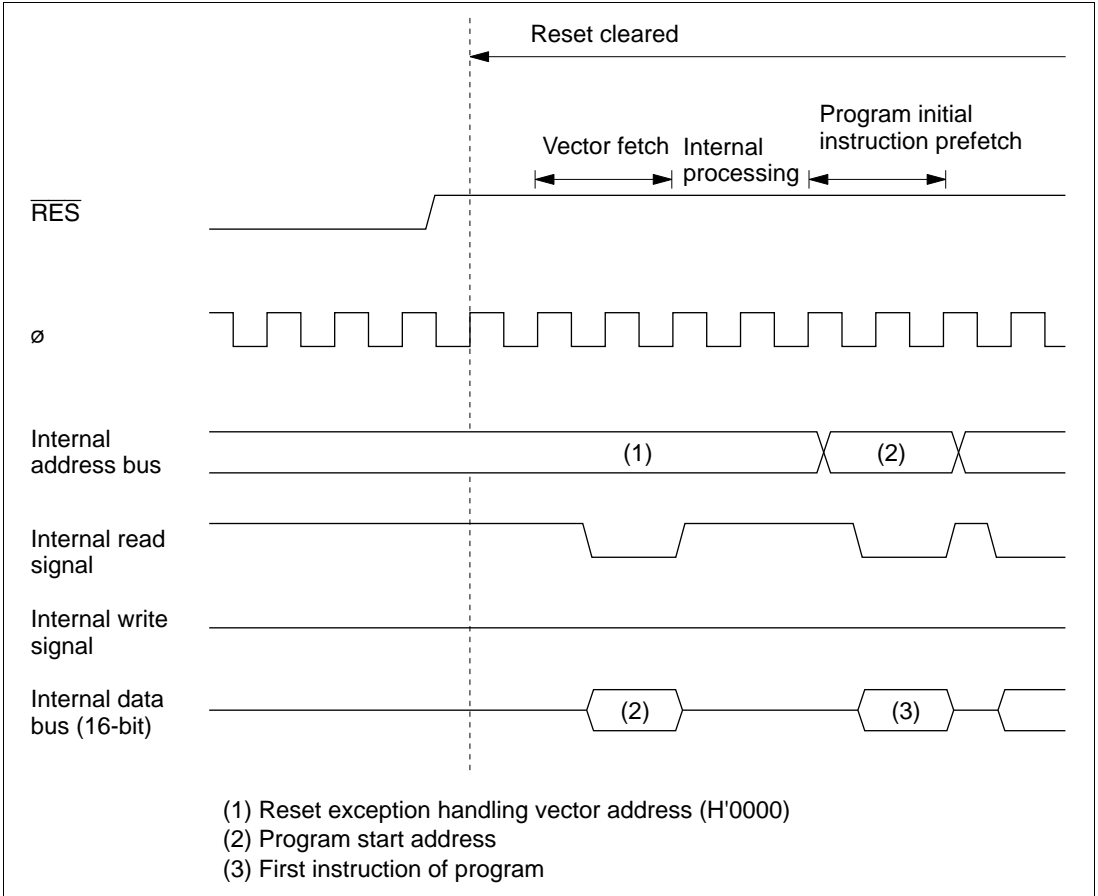 Reset cleared
Program initial
instruction prefetch
Vector fetch
Internal
processing
RES
ø
Internal
address bus
(1)
(2)
Internal read
signal
Internal write
signal
Internal data
bus (16-bit)
(2)
(3)
(1) Reset exception handling vector address (H'0000)
(2) Program start address
(3) First instruction of program